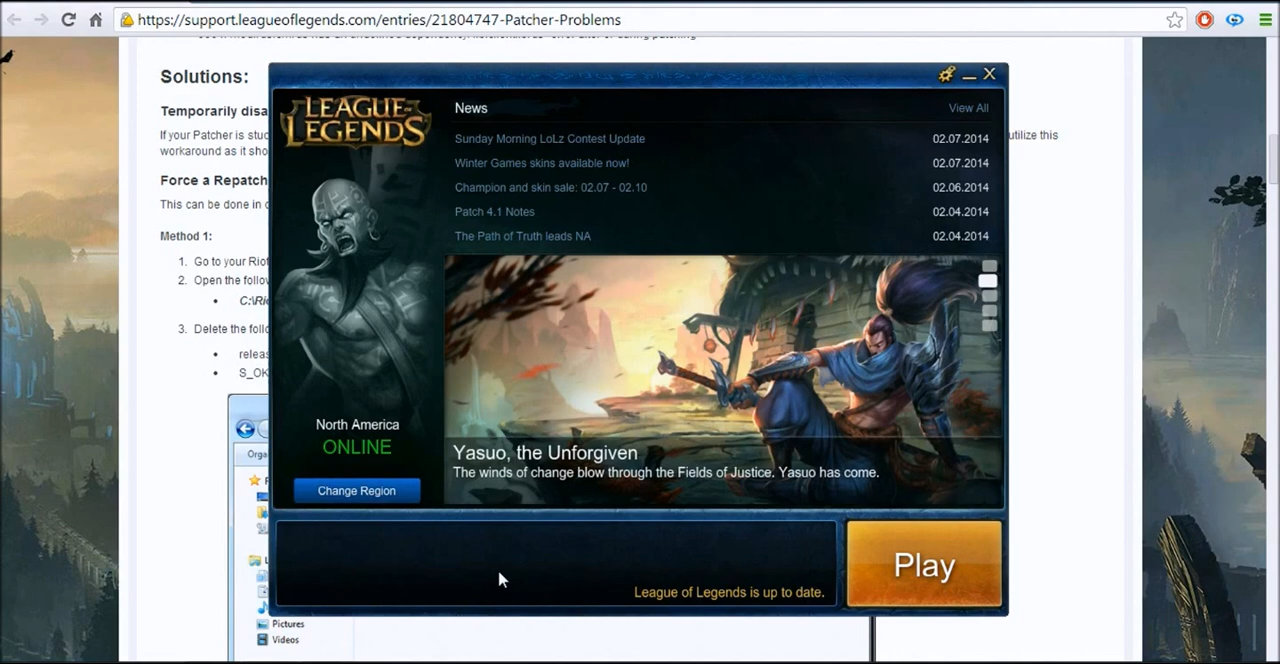 https://support.leagueoflegends.com/entries/21804747-Patcher-Problems
Solutions:
Temporarily disa
If your Patcher is stuc
utilize this
workaround as it sho
Force a Repatch
This can be done in
Method 1:
1. Go to your Riot
2. Open the follow
C:\Rio
3. Delete the follo
releas
S_OK
Orga
Pictures
Videos
LEAGUE OF LEGENDS
News
View All
Sunday Morning LoLz Contest Update 02.07.2014
Winter Games skins available now! 02.07.2014
Champion and skin sale: 02.07 - 02.10 02.06.2014
Patch 4.1 Notes 02.04.2014
The Path of Truth leads NA 02.04.2014
Yasuo, the Unforgiven
The winds of change blow through the Fields of Justice. Yasuo has come.
North America
ONLINE
Change Region
League of Legends is up to date.
Play